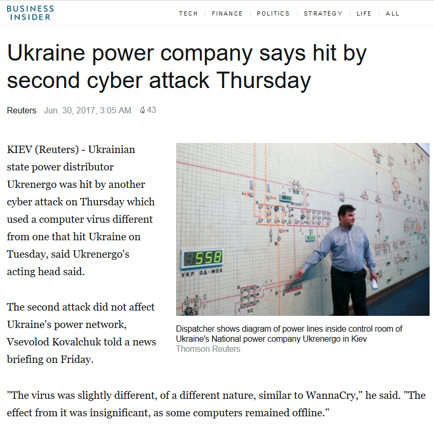 BUSINESS
INSIDER
TECH
FINANCE
POLITICS
STRATEGY
LIFE
ALL
Ukraine power company says hit by
second cyber attack Thursday
Reuters Jun. 30, 2017, 3:05 AM 43
KIEV (Reuters) - Ukrainian
state power distributor
Ukrenergo was hit by another
cyber attack on Thursday which
used a computer virus different
from one that hit Ukraine on
Tuesday, said Ukrenergo's
acting head said.
The second attack did not affect
Ukraine's power network,
Vsevolod Kovalchuk told a news
briefing on Friday.
558
Dispatcher shows diagram of power lines inside control room of
Ukraine's National power company Ukrenergo in Kiev
Thomson Reuters
"The virus was slightly different, of a different nature, similar to WannaCry," he said. "The
effect from it was insignificant, as some computers remained offline."